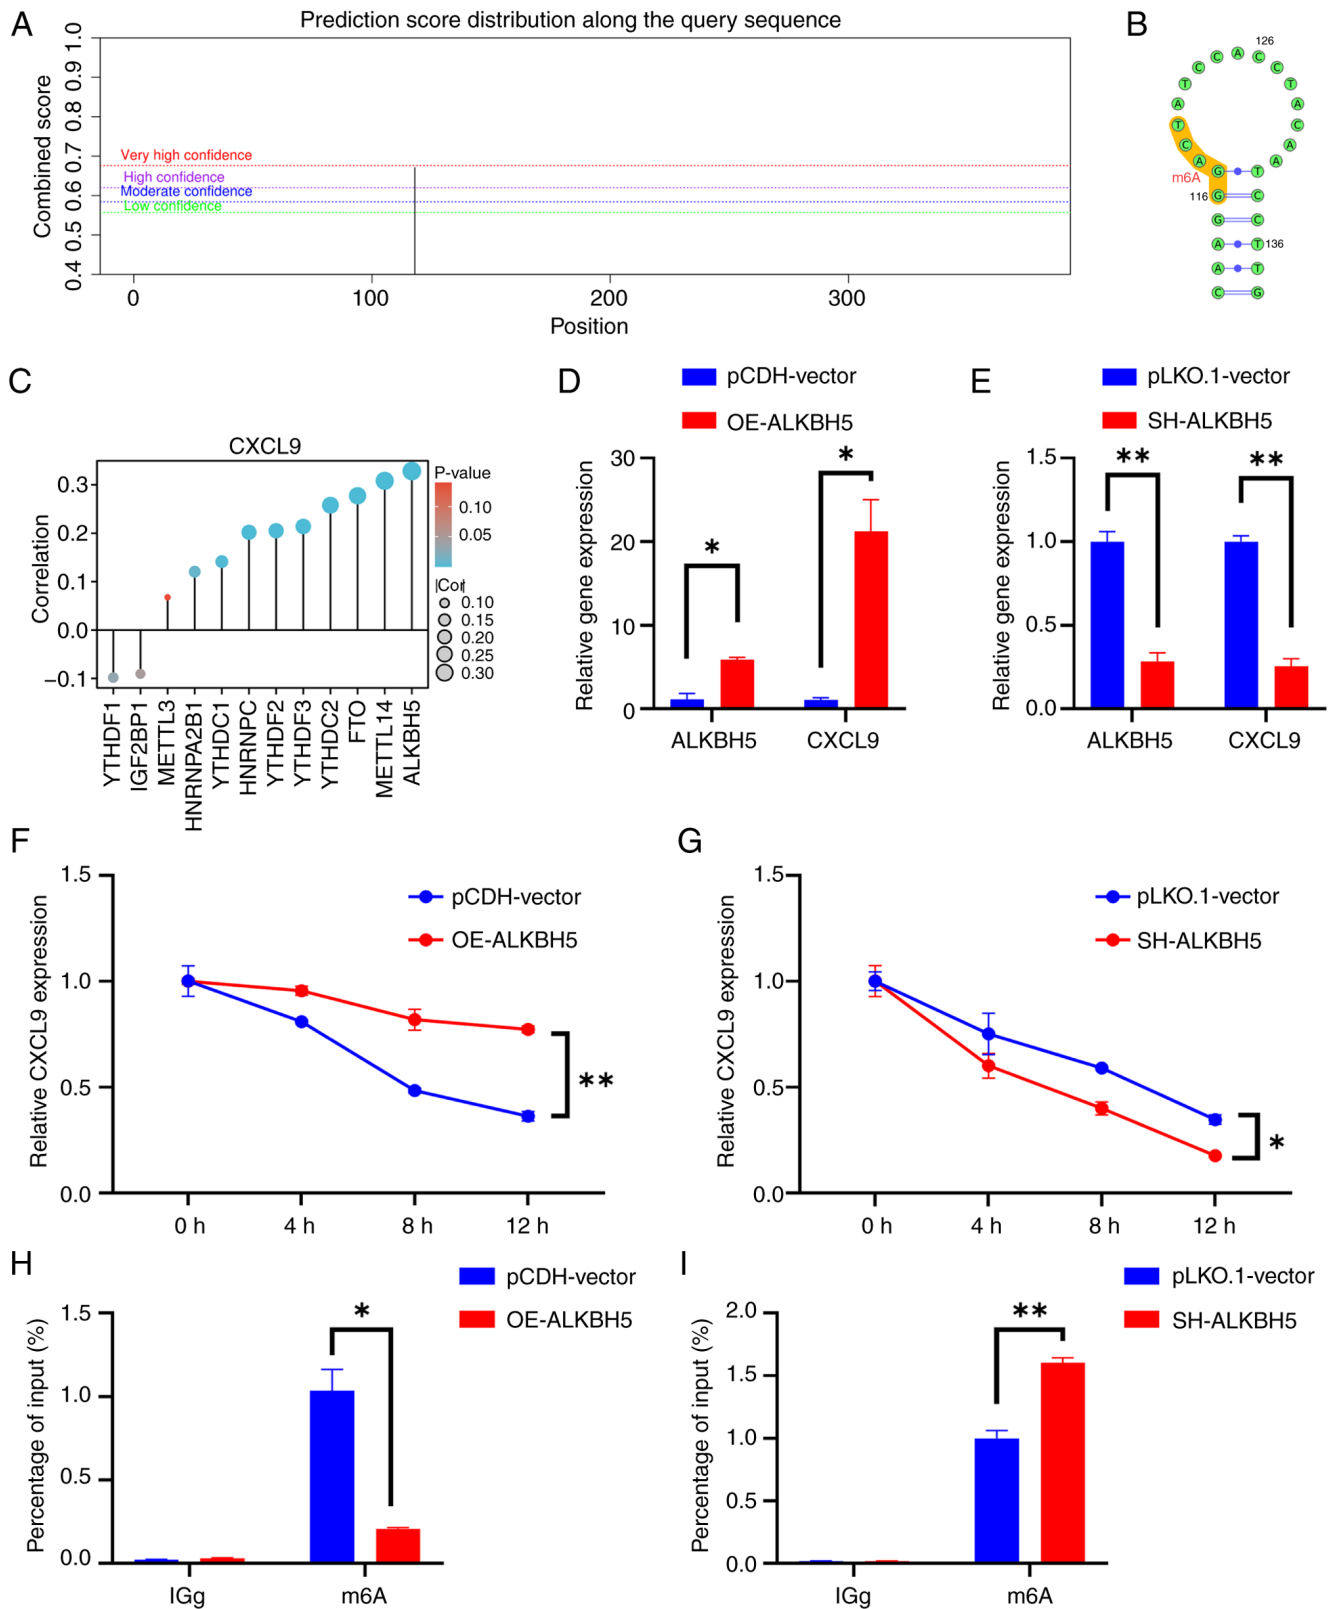 A
Prediction score distribution along the query sequence
Combined score
1.0
0.9
0.8
0.7
0.6
0.5
0.4
Very high confidence
High confidence
Moderate confidence
Low confidence
0
100
200
300
Position
B
126
C A C
C C
T T
A A
T C
C A
A A
m6A G T
116 G C
G C
A T 136
A T
C G
C
CXCL9
Correlation
0.3
0.2
0.1
0.0
−0.1
YTHDF1
IGF2BP1
METTL3
HNRNPA2B1
YTHDC1
HNRNPC
YTHDF2
YTHDF3
YTHDC2
FTO
METTL14
ALKBH5
P-value
0.10
0.05
|Cor|
0.10
0.15
0.20
0.25
0.30
D
pCDH-vector
OE-ALKBH5
Relative gene expression
30
20
10
0
*
*
ALKBH5
CXCL9
E
pLKO.1-vector
SH-ALKBH5
Relative gene expression
1.5
1.0
0.5
0.0
**
**
ALKBH5
CXCL9
F
Relative CXCL9 expression
1.5
1.0
0.5
0.0
pCDH-vector
OE-ALKBH5
**
0 h
4 h
8 h
12 h
G
Relative CXCL9 expression
1.5
1.0
0.5
0.0
pLKO.1-vector
SH-ALKBH5
*
0 h
4 h
8 h
12 h
H
pCDH-vector
OE-ALKBH5
Percentage of input (%)
1.5
1.0
0.5
0.0
*
IGg
m6A
I
pLKO.1-vector
SH-ALKBH5
Percentage of input (%)
2.0
1.5
1.0
0.5
0.0
**
IGg
m6A